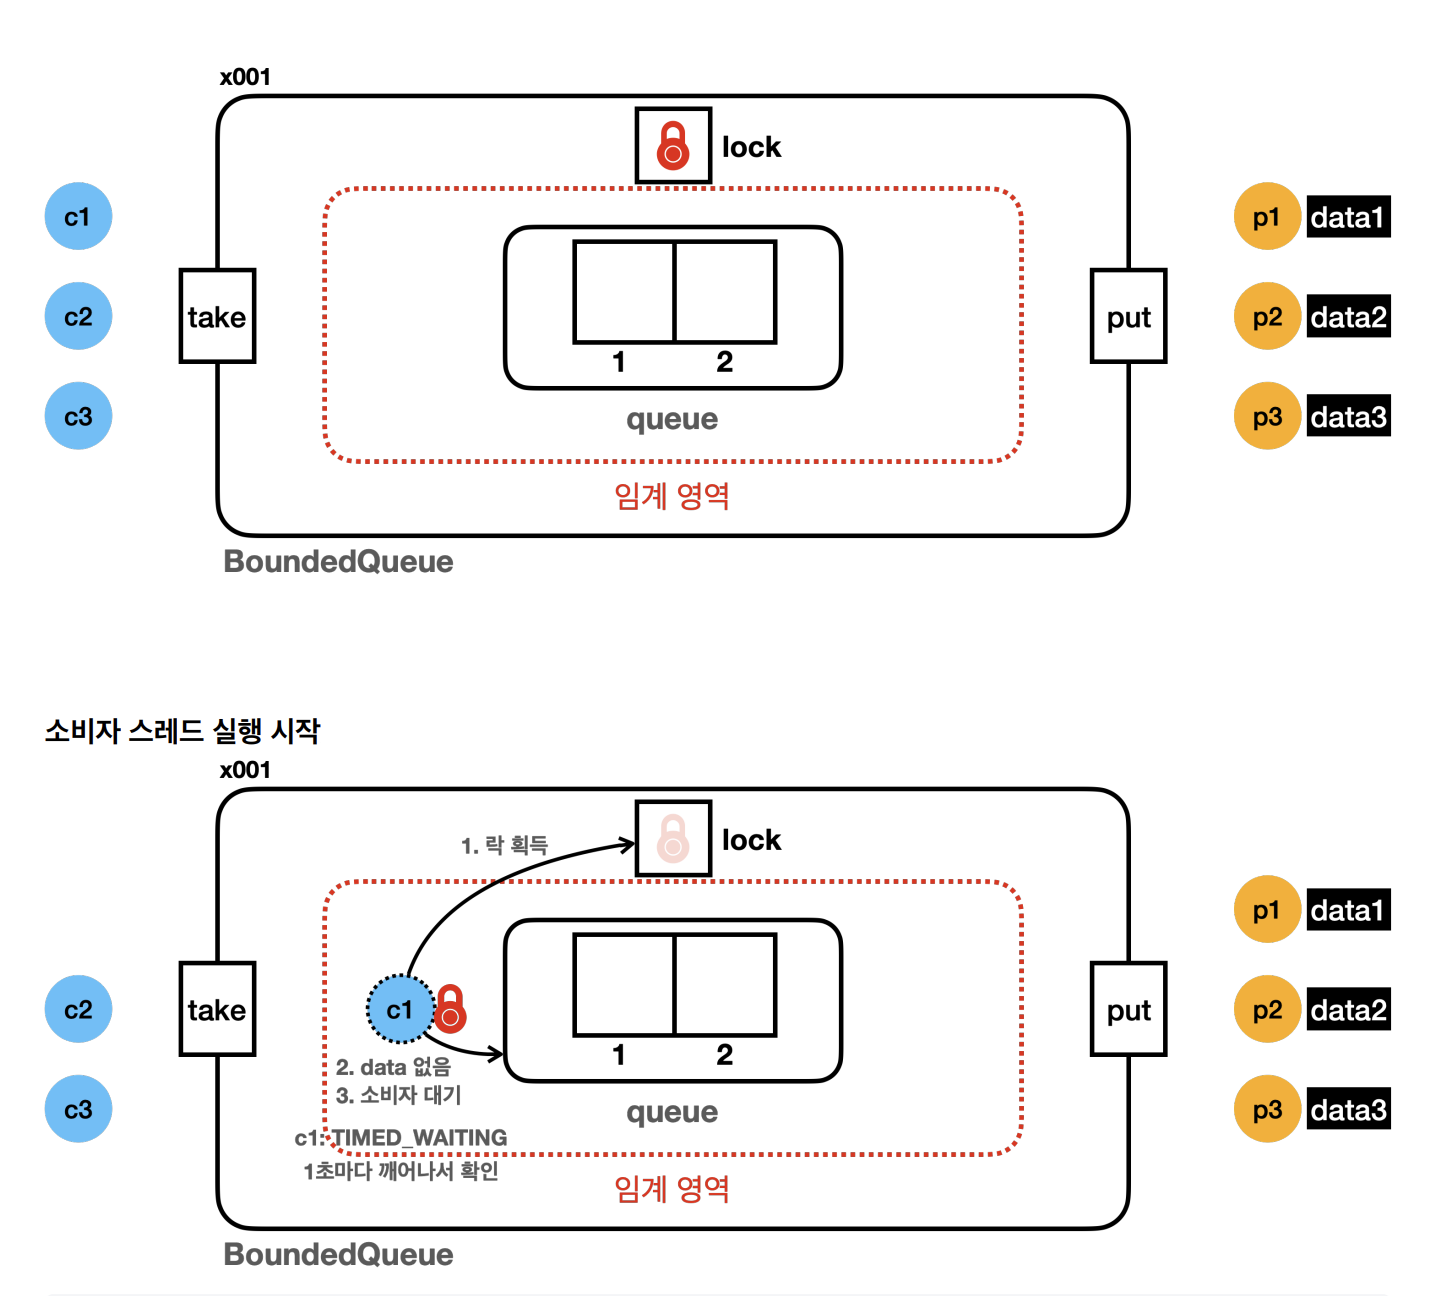 x001
lock
c1
p1 data1
c2
take
put
p2 data2
1 2
c3
queue
p3 data3
임계 영역
BoundedQueue
소비자 스레드 실행 시작
x001
1. 락 획득
lock
p1 data1
c2
take
c1
put
p2 data2
1 2
2. data 없음
3. 소비자 대기
c3
queue
p3 data3
c1: TIMED_WAITING
1초마다 깨어나서 확인
임계 영역
BoundedQueue